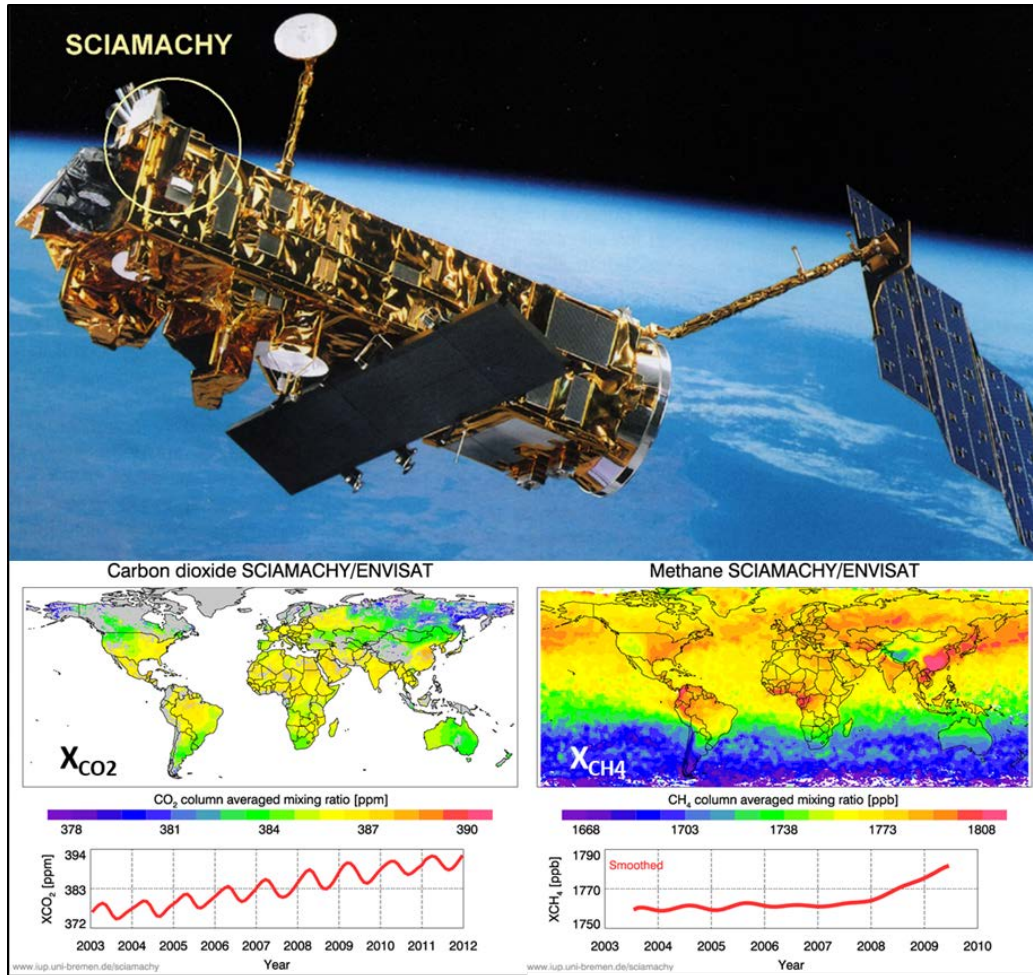 SCIAMACHY
Carbon dioxide SCIAMACHY/ENVISAT
X_CO2
CO₂ column averaged mixing ratio [ppm]
378 381 384 387 390
XCO₂ [ppm]
394
383
372
2003 2004 2005 2006 2007 2008 2009 2010 2011 2012
Year
www.iup.uni-bremen.de/sciamachy
Methane SCIAMACHY/ENVISAT
X_CH4
CH₄ column averaged mixing ratio [ppb]
1668 1703 1738 1773 1808
XCH₄ [ppb]
1790
1770
1750
Smoothed
2003 2004 2005 2006 2007 2008 2009 2010
Year
www.iup.uni-bremen.de/sciamachy